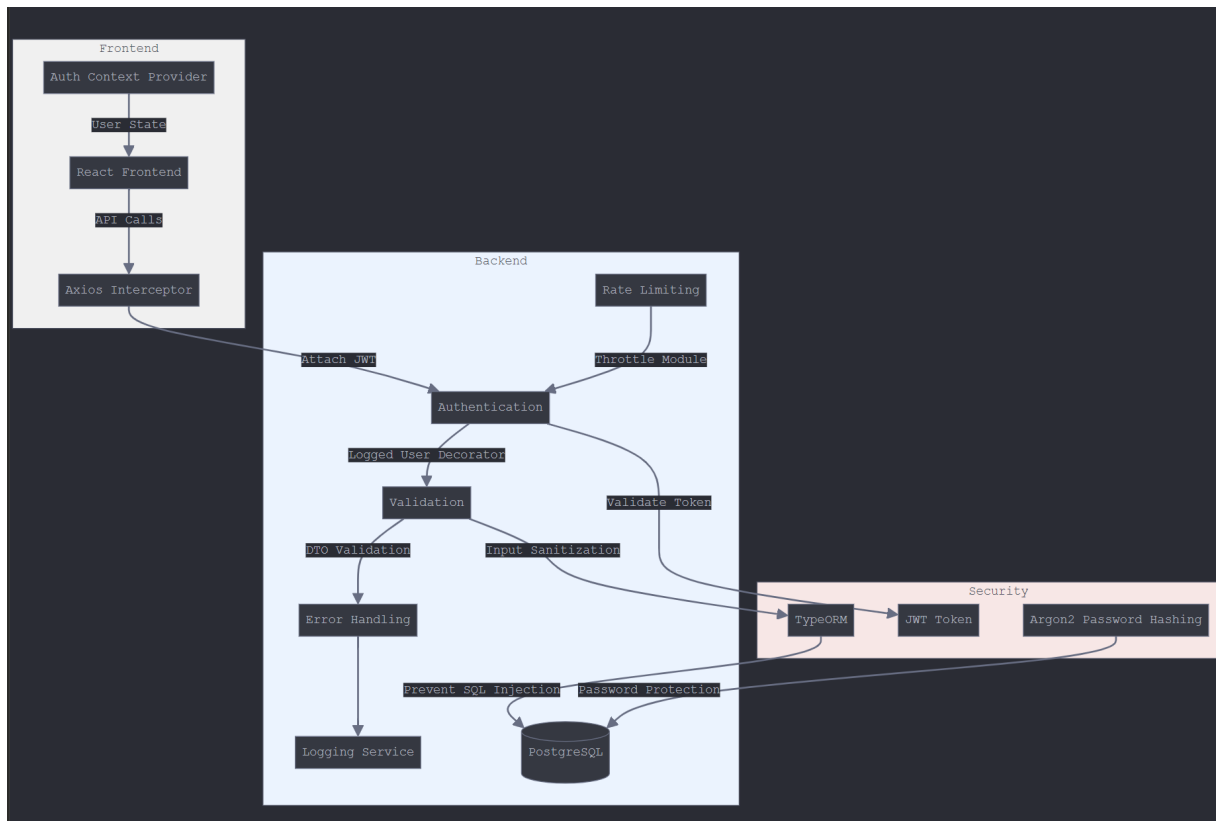 Frontend
Auth Context Provider
User State
React Frontend
API Calls
Axios Interceptor
Backend
Rate Limiting
Attach JWT
Throttle Module
Authentication
Logged User Decorator
Validation
Validate Token
DTO Validation
Input Sanitization
Security
Error Handling
TypeORM
JWT Token
Argon2 Password Hashing
Prevent SQL Injection
Password Protection
Logging Service
PostgreSQL